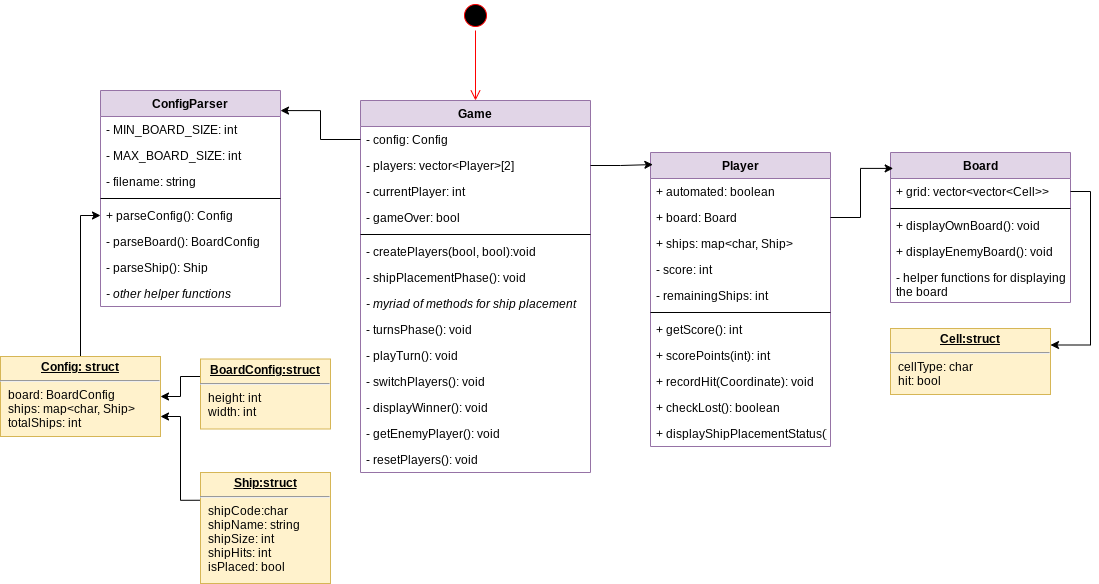 ConfigParser
- MIN_BOARD_SIZE: int
- MAX_BOARD_SIZE: int
- filename: string
+ parseConfig(): Config
- parseBoard(): BoardConfig
- parseShip(): Ship
- other helper functions
Game
- config: Config
- players: vector<Player>[2]
- currentPlayer: int
- gameOver: bool
- createPlayers(bool, bool):void
- shipPlacementPhase(): void
- myriad of methods for ship placement
- turnsPhase(): void
- playTurn(): void
- switchPlayers(): void
- displayWinner(): void
- getEnemyPlayer(): void
- resetPlayers(): void
Player
+ automated: boolean
+ board: Board
+ ships: map<char, Ship>
- score: int
- remainingShips: int
+ getScore(): int
+ scorePoints(int): int
+ recordHit(Coordinate): void
+ checkLost(): boolean
+ displayShipPlacementStatus(
Board
+ grid: vector<vector<Cell>>
+ displayOwnBoard(): void
+ displayEnemyBoard(): void
- helper functions for displaying
the board
Cell:struct
cellType: char
hit: bool
Config: struct
board: BoardConfig
ships: map<char, Ship>
totalShips: int
BoardConfig:struct
height: int
width: int
Ship:struct
shipCode:char
shipName: string
shipSize: int
shipHits: int
isPlaced: bool